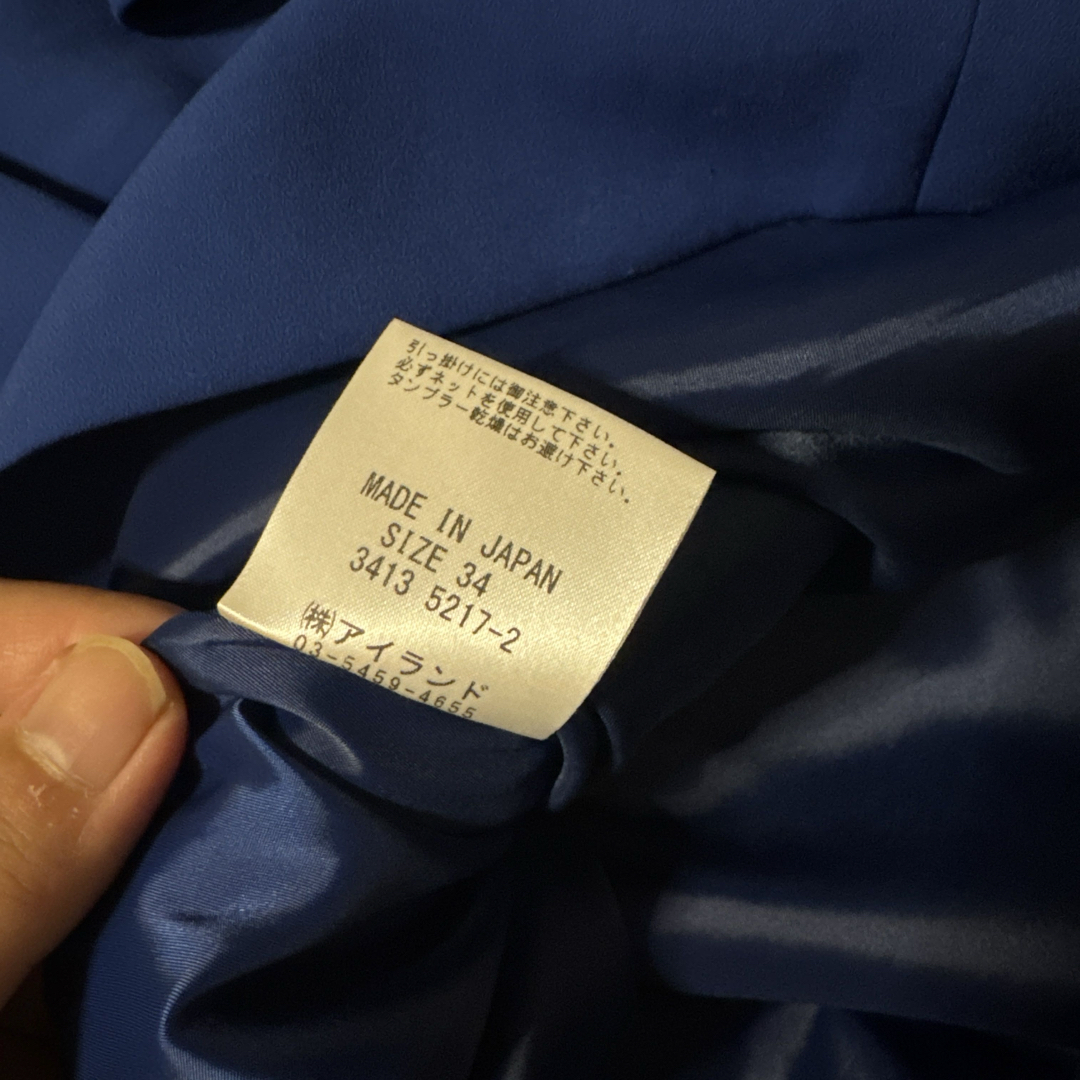 引っ掛けには御注意下さい。
必ずネットを使用して下さい。
タンブラー乾燥はお避け下さい。
MADE IN JAPAN
SIZE 34
3413 5217-2
(株)アイランド
03-5459-4655